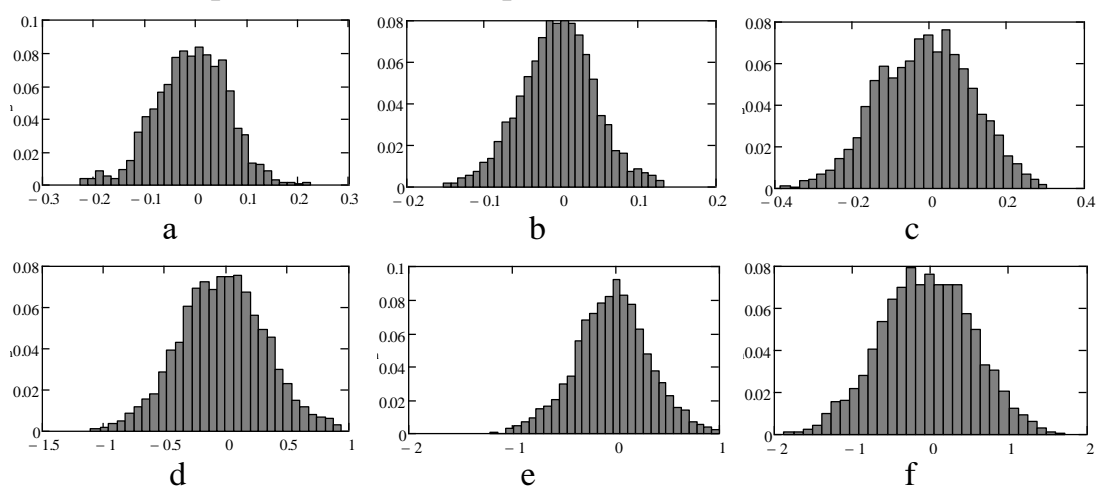 0.1 0.08 0.06 0.04 0.02 0
− 0.3 − 0.2 − 0.1 0 0.1 0.2 0.3
a
0.08 0.06 0.04 0.02 0
− 0.2 − 0.1 0 0.1 0.2
b
0.08 0.06 0.04 0.02 0
− 0.4 − 0.2 0 0.2 0.4
c
0.08 0.06 0.04 0.02 0
− 1.5 − 1 − 0.5 0 0.5 1
d
0.1 0.08 0.06 0.04 0.02 0
− 2 − 1 0 1
e
0.08 0.06 0.04 0.02 0
− 2 − 1 0 1 2
f